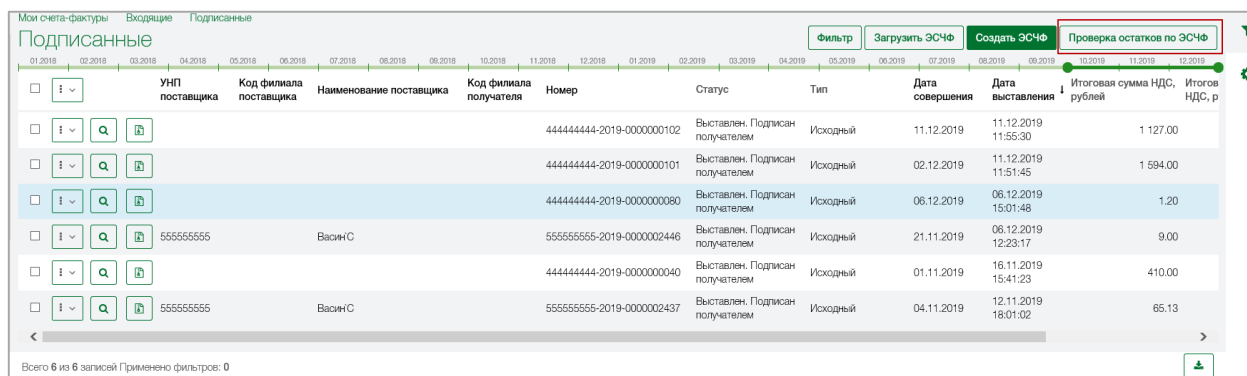 Мои счета-фактуры Входящие Подписанные
Подписанные
Фильтр Загрузить ЭСЧФ Создать ЭСЧФ Проверка остатков по ЭСЧФ
01.2018 02.2018 03.2018 04.2018 05.2018 06.2018 07.2018 08.2018 09.2018 10.2018 11.2018 12.2018 01.2019 02.2019 03.2019 04.2019 05.2019 06.2019 07.2019 08.2019 09.2019 10.2019 11.2019 12.2019
УНП поставщика Код филиала поставщика Наименование поставщика Код филиала получателя Номер Статус Тип Дата совершения Дата выставления ↓ Итоговая сумма НДС, рублей Итогов НДС, р
444444444-2019-0000000102 Выставлен. Подписан получателем Исходный 11.12.2019 11.12.2019 11:55:30 1 127.00
444444444-2019-0000000101 Выставлен. Подписан получателем Исходный 02.12.2019 11.12.2019 11:51:45 1 594.00
444444444-2019-0000000080 Выставлен. Подписан получателем Исходный 06.12.2019 06.12.2019 15:01:48 1.20
555555555 Васин'С 555555555-2019-0000002446 Выставлен. Подписан получателем Исходный 21.11.2019 06.12.2019 12:23:17 9.00
444444444-2019-0000000040 Выставлен. Подписан получателем Исходный 01.11.2019 16.11.2019 15:41:23 410.00
555555555 Васин'С 555555555-2019-0000002437 Выставлен. Подписан получателем Исходный 04.11.2019 12.11.2019 18:01:02 65.13
Всего 6 из 6 записей Применено фильтров: 0